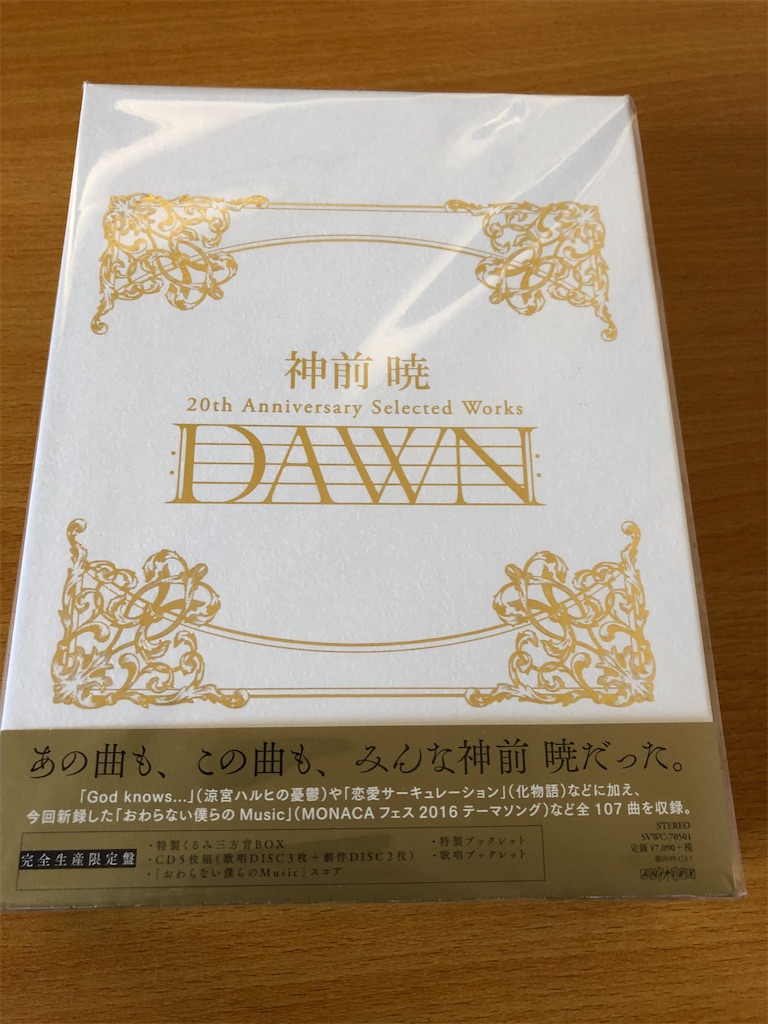 神前 暁
20th Anniversary Selected Works
DAWN
あの曲も、この曲も、みんな神前 暁だった。
「God knows...」(涼宮ハルヒの憂鬱)や「恋愛サーキュレーション」(化物語)などに加え、
今回新録した「おわらない僕らの Music」(MONACA フェス 2016 テーマソング)など全 107 曲を収録。
完全生産限定盤
・特製くるみ三方背BOX
・CD5枚組(歌唱DISC3枚+劇伴DISC2枚)
・「おわらない僕らのMusic」スコア
・特製ブックレット
・歌唱ブックレット
STEREO
SVWC-70501
定価 ¥7,090+税
ANIPLEX